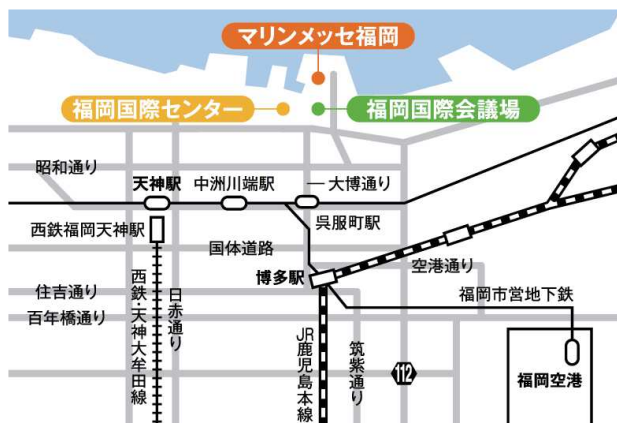 マリンメッセ福岡
福岡国際センター
福岡国際会議場
昭和通り
天神駅
中洲川端駅
大博通り
呉服町駅
西鉄福岡天神駅
国体道路
博多駅
空港通り
住吉通り
百年橋通り
福岡市営地下鉄
西鉄・天神大牟田線
日赤通り
JR鹿児島本線
筑紫通り
112
福岡空港